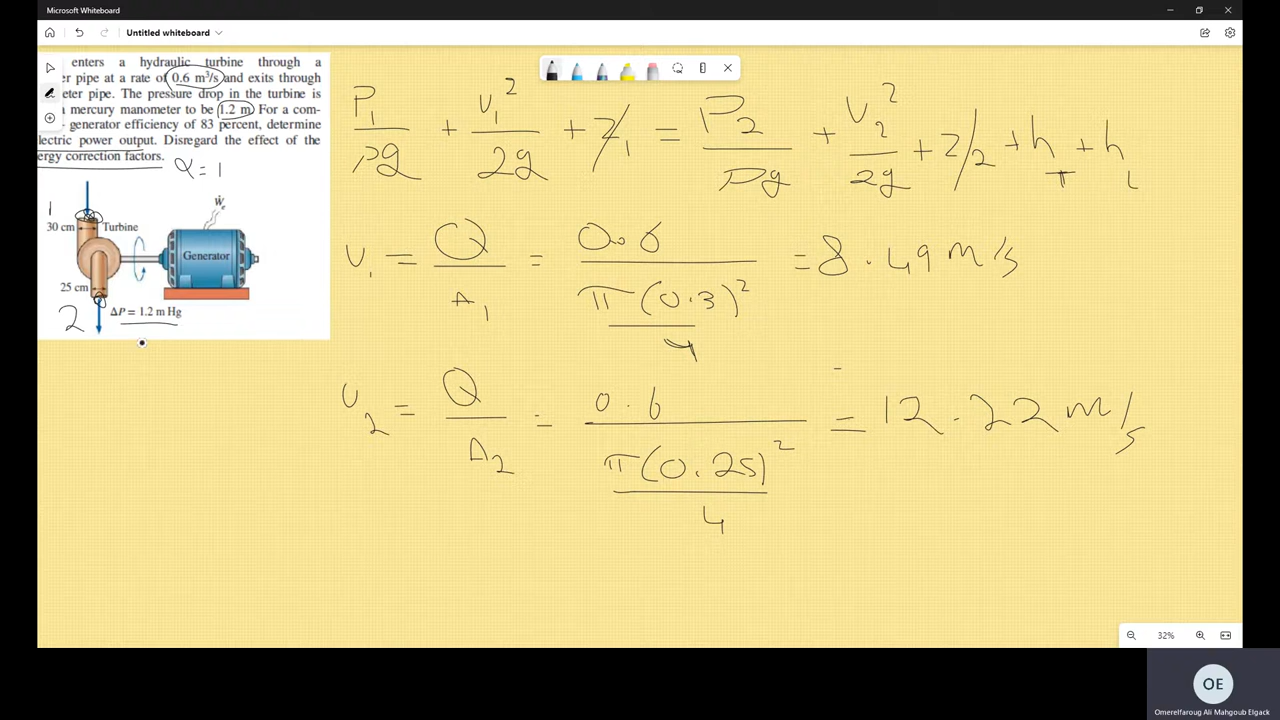 Microsoft Whiteboard
Untitled whiteboard
enters a hydraulic turbine through a
er pipe at a rate of 0.6 m³/s and exits through
eter pipe. The pressure drop in the turbine is
mercury manometer to be 1.2 m. For a com-
generator efficiency of 83 percent, determine
lectric power output. Disregard the effect of the
ergy correction factors.
α = 1
1
30 cm
Turbine
Ẇe
Generator
25 cm
2
ΔP = 1.2 m Hg
P₁/ρg + V₁²/2g + Z₁ = P₂/ρg + V₂²/2g + Z₂ + h_T + h_L
V₁ = Q/A₁ = 0.6/(π(0.3)²/4) = 8.49 m/s
V₂ = Q/A₂ = 0.6/(π(0.25)²/4) = 12.22 m/s
32%
OE
Omerelfaroug Ali Mahgoub Elgack